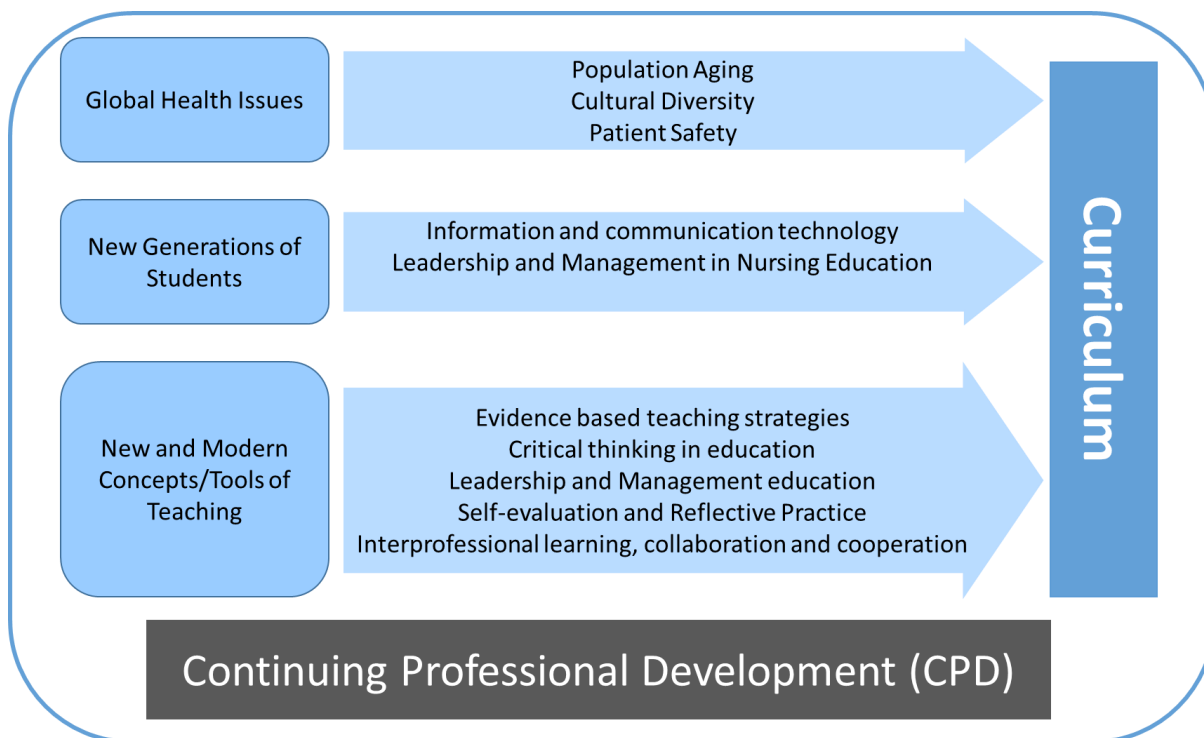 Global Health Issues
Population Aging
Cultural Diversity
Patient Safety
New Generations of
Students
Information and communication technology
Leadership and Management in Nursing Education
New and Modern
Concepts/Tools of
Teaching
Evidence based teaching strategies
Critical thinking in education
Leadership and Management education
Self-evaluation and Reflective Practice
Interprofessional learning, collaboration and cooperation
Curriculum
Continuing Professional Development (CPD)